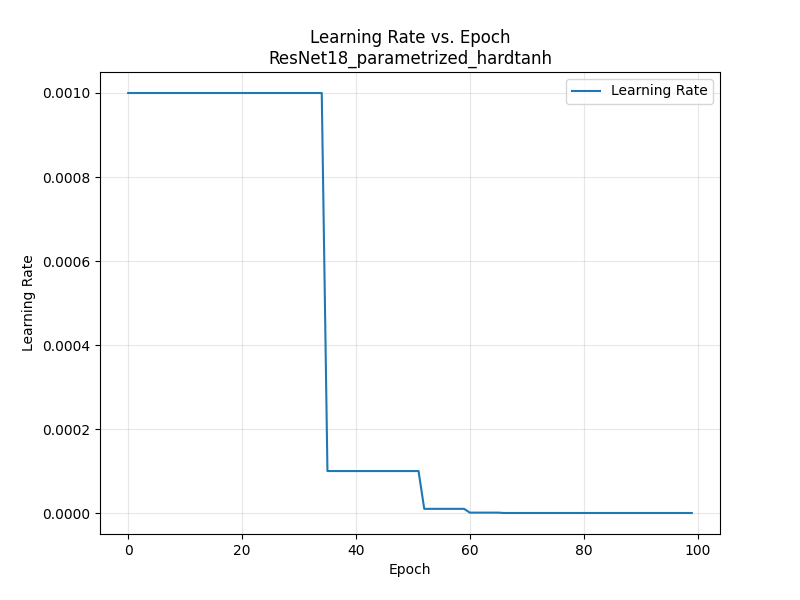 Learning Rate vs. Epoch
ResNet18_parametrized_hardtanh
Learning Rate
0.0010
0.0008
0.0006
0.0004
0.0002
0.0000
Learning Rate
0 20 40 60 80 100
Epoch